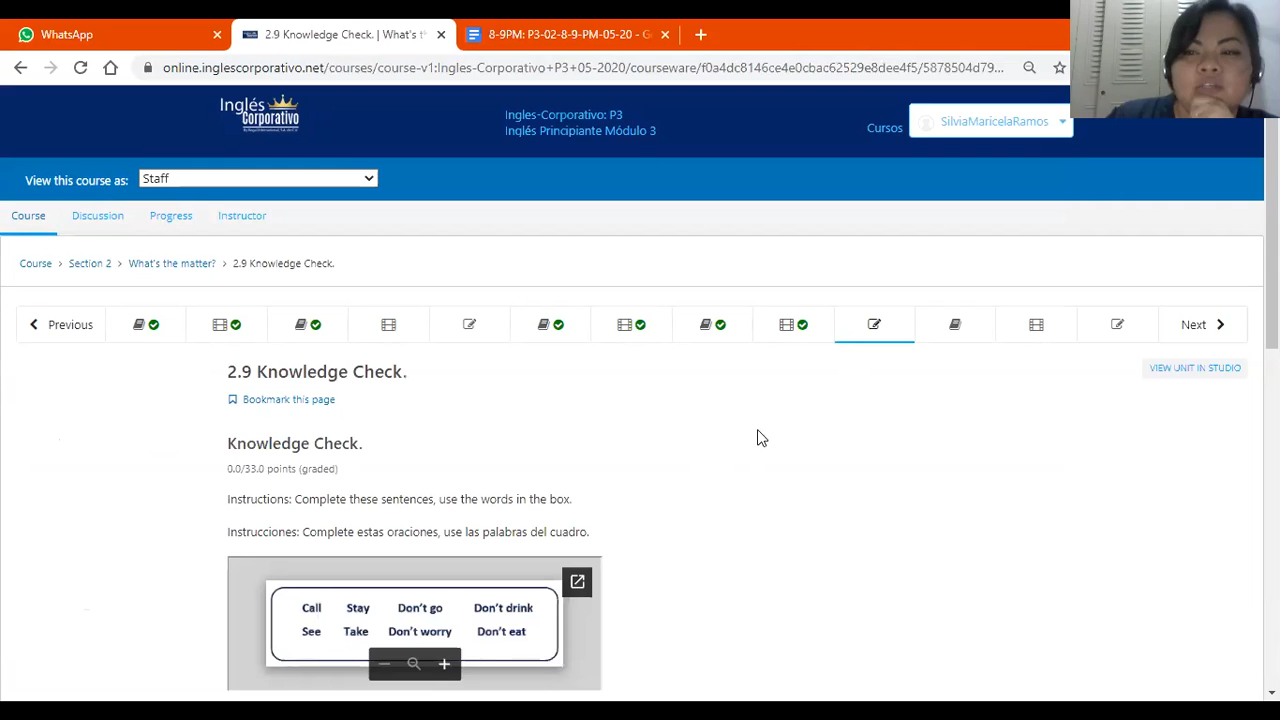 WhatsApp
2.9 Knowledge Check. | What's t
8-9PM: P3-02-8-9-PM-05-20 - G
online.inglescorporativo.net/courses/course-v1:Ingles-Corporativo+P3+05-2020/courseware/f0a4dc8146ce4e0cbac62529e8dee4f5/5878504d79...
Inglés
Corporativo
Ingles-Corporativo: P3
Inglés Principiante Módulo 3
Cursos
SilviaMaricelaRamos
View this course as:
Staff
Course
Discussion
Progress
Instructor
Course > Section 2 > What's the matter? > 2.9 Knowledge Check.
Previous
Next
2.9 Knowledge Check.
VIEW UNIT IN STUDIO
Bookmark this page
Knowledge Check.
0.0/33.0 points (graded)
Instructions: Complete these sentences, use the words in the box.
Instrucciones: Complete estas oraciones, use las palabras del cuadro.
Call Stay Don't go Don't drink
See Take Don't worry Don't eat